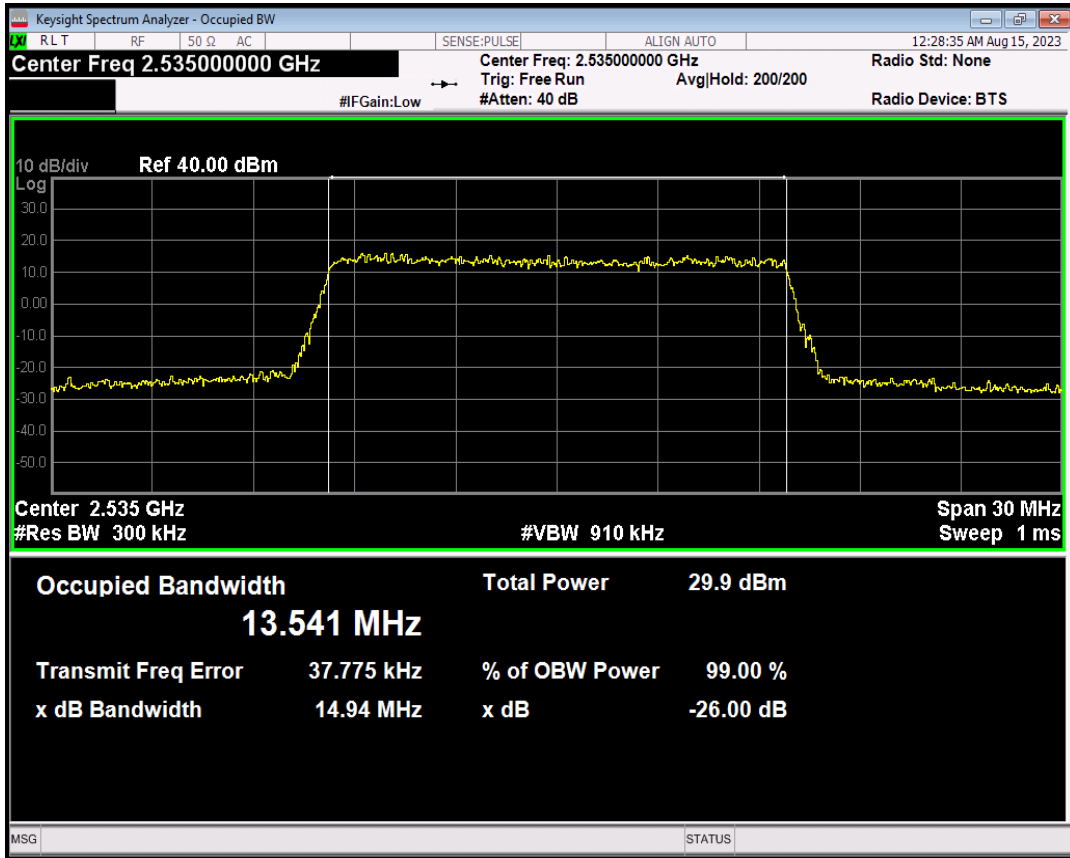 Keysight Spectrum Analyzer - Occupied BW
LXI RLT RF 50 Ω AC SENSE:PULSE ALIGN AUTO 12:28:35 AM Aug 15, 2023
Center Freq 2.535000000 GHz Center Freq: 2.535000000 GHz Radio Std: None
Trig: Free Run Avg|Hold: 200/200
#IFGain:Low #Atten: 40 dB Radio Device: BTS
10 dB/div Ref 40.00 dBm
Log
30.0
20.0
10.0
0.00
-10.0
-20.0
-30.0
-40.0
-50.0
Center 2.535 GHz Span 30 MHz
#Res BW 300 kHz #VBW 910 kHz Sweep 1 ms
Occupied Bandwidth Total Power 29.9 dBm
13.541 MHz
Transmit Freq Error 37.775 kHz % of OBW Power 99.00 %
x dB Bandwidth 14.94 MHz x dB -26.00 dB
MSG STATUS